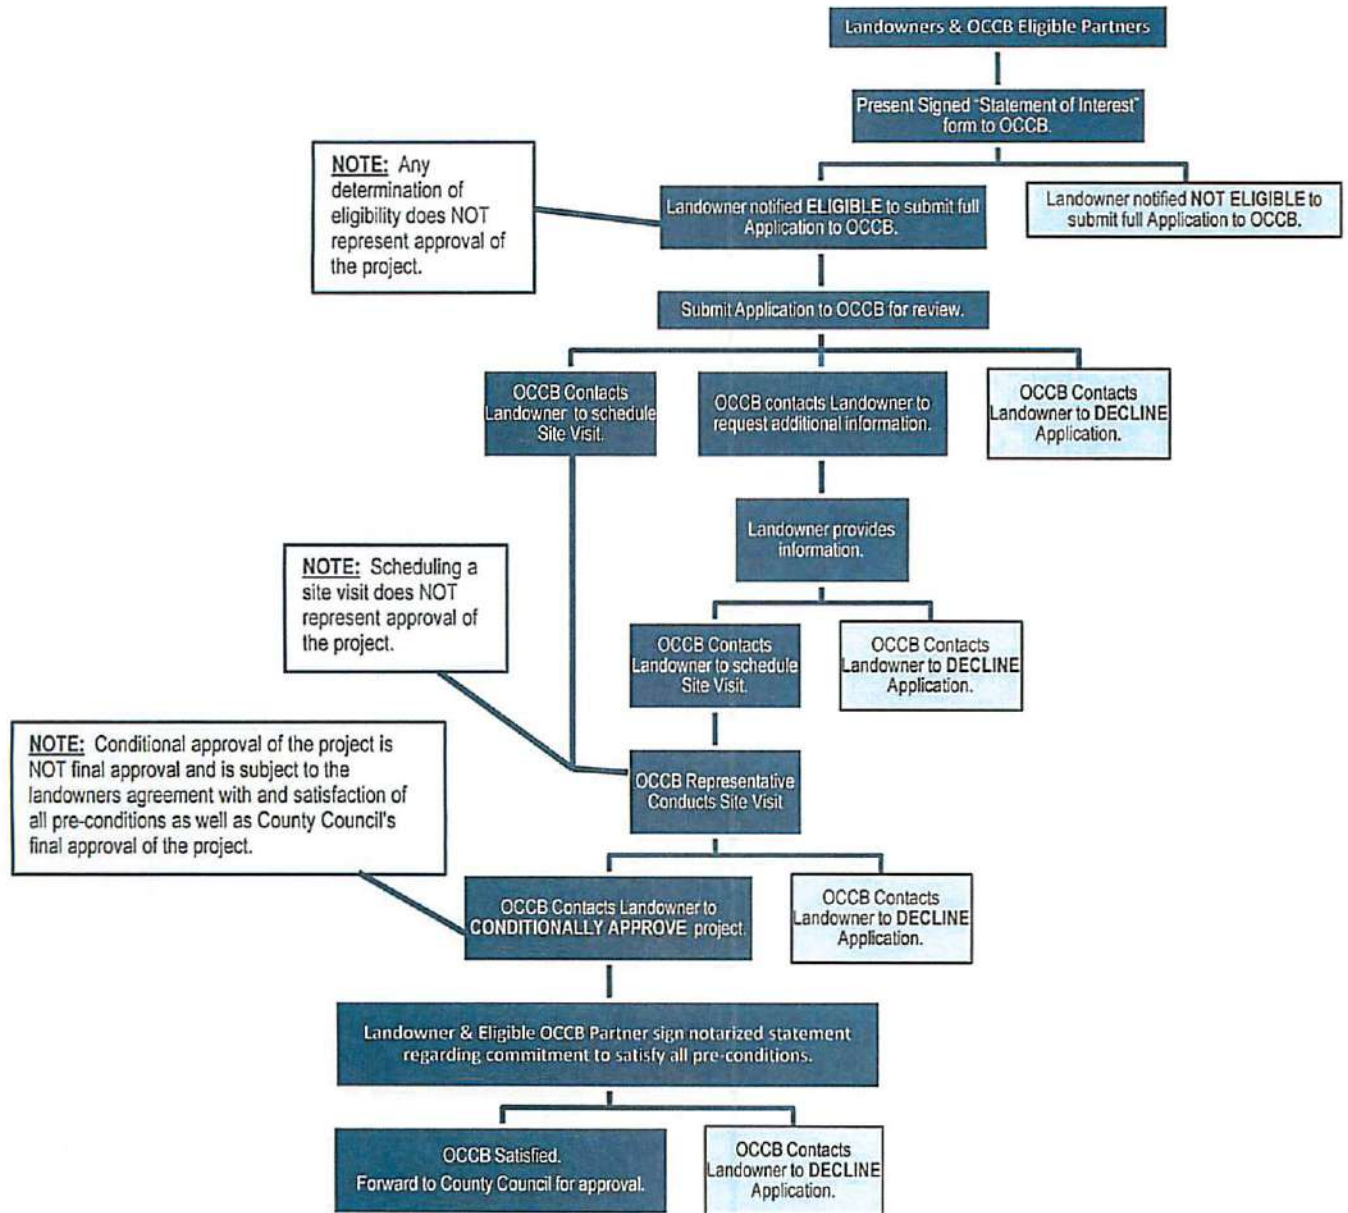 Landowners & OCCB Eligible Partners
Present Signed "Statement of Interest"
form to OCCB.
NOTE: Any
determination of
eligibility does NOT
represent approval of
the project.
Landowner notified ELIGIBLE to submit full
Application to OCCB.
Landowner notified NOT ELIGIBLE to
submit full Application to OCCB.
Submit Application to OCCB for review.
OCCB Contacts
Landowner to schedule
Site Visit.
OCCB contacts Landowner to
request additional information.
OCCB Contacts
Landowner to DECLINE
Application.
Landowner provides
information.
NOTE: Scheduling a
site visit does NOT
represent approval of
the project.
OCCB Contacts
Landowner to schedule
Site Visit.
OCCB Contacts
Landowner to DECLINE
Application.
NOTE: Conditional approval of the project is
NOT final approval and is subject to the
landowners agreement with and satisfaction of
all pre-conditions as well as County Council's
final approval of the project.
OCCB Representative
Conducts Site Visit
OCCB Contacts Landowner to
CONDITIONALLY APPROVE project.
OCCB Contacts
Landowner to DECLINE
Application.
Landowner & Eligible OCCB Partner sign notarized statement
regarding commitment to satisfy all pre-conditions.
OCCB Satisfied.
Forward to County Council for approval.
OCCB Contacts
Landowner to DECLINE
Application.